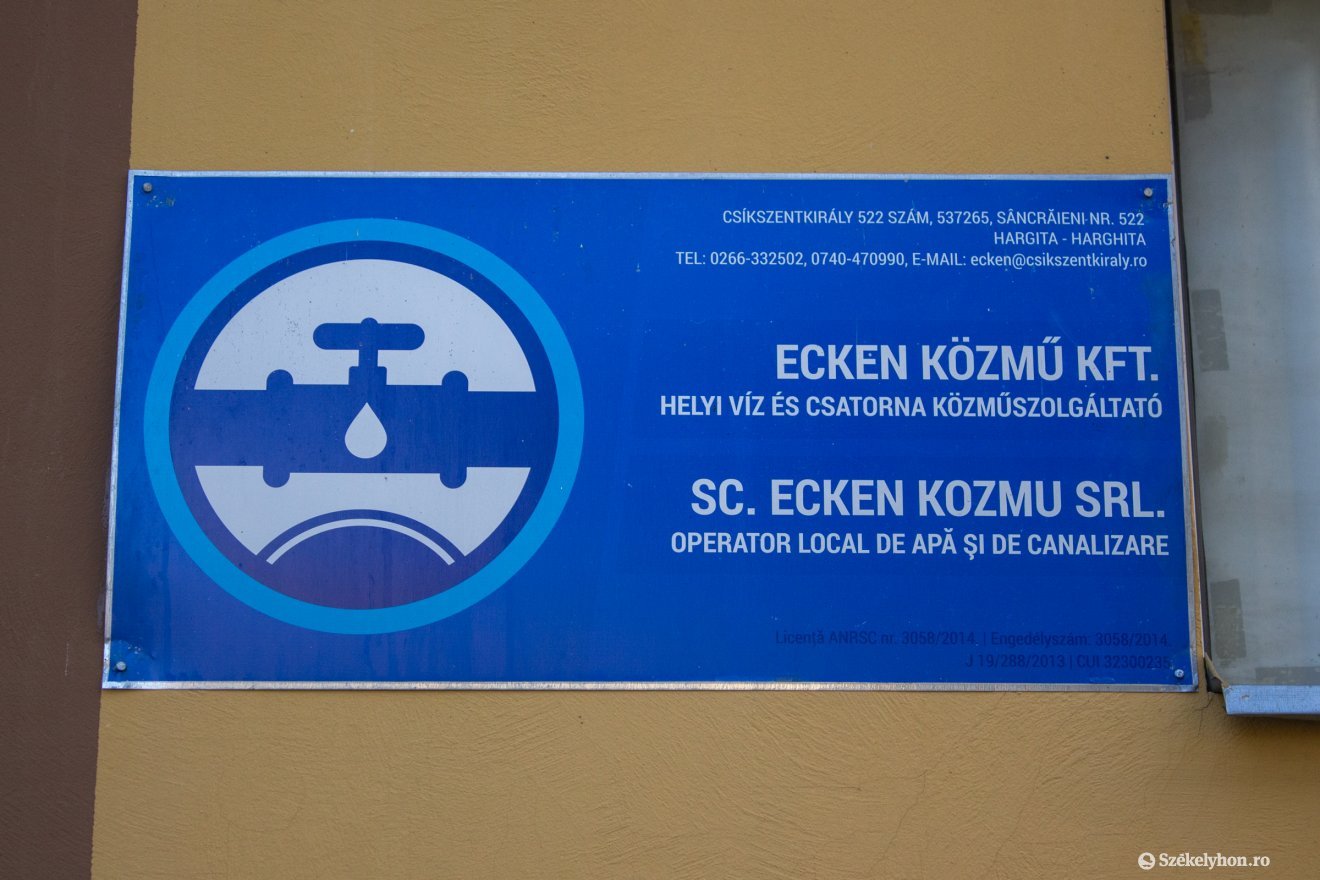 CSÍKSZENTKIRÁLY 522 SZÁM, 537265, SÂNCRĂIENI NR. 522
HARGITA - HARGHITA
TEL: 0266-332502, 0740-470990, E-MAIL: ecken@csikszentkiraly.ro
ECKEN KÖZMŰ KFT.
HELYI VÍZ ÉS CSATORNA KÖZMŰSZOLGÁLTATÓ
SC. ECKEN KOZMU SRL.
OPERATOR LOCAL DE APĂ ŞI DE CANALIZARE
Licență ANRSC nr. 3058/2014. | Engedélyszám: 3058/2014.
J 19/288/2013 | CUI 32300235
Székelyhon.ro